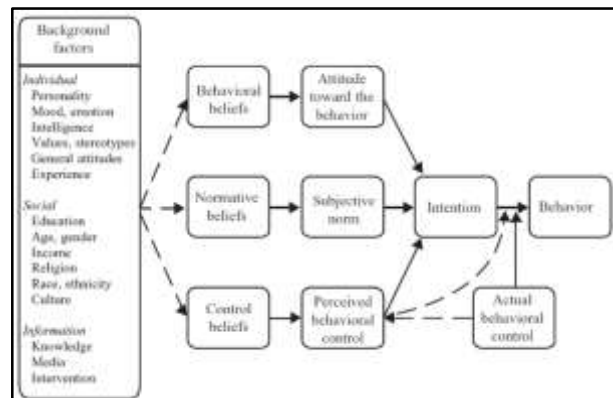 Background
factors
Individual
Personality
Mood, emotion
Intelligence
Values, stereotypes
General attitudes
Experience
Social
Education
Age, gender
Income
Religion
Race, ethnicity
Culture
Information
Knowledge
Media
Intervention
Behavioral
beliefs
Attitude
toward the
behavior
Normative
beliefs
Subjective
norm
Intention
Behavior
Control
beliefs
Perceived
behavioral
control
Actual
behavioral
control